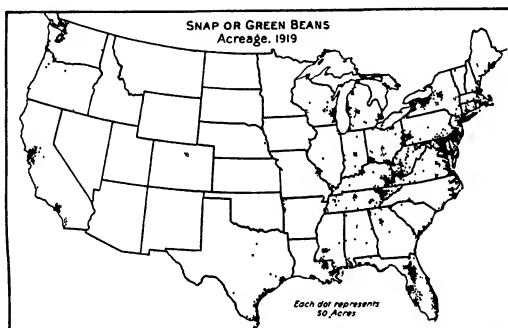 SNAP OR GREEN BEANS
Acreage, 1919
Each dot represents
50 Acres